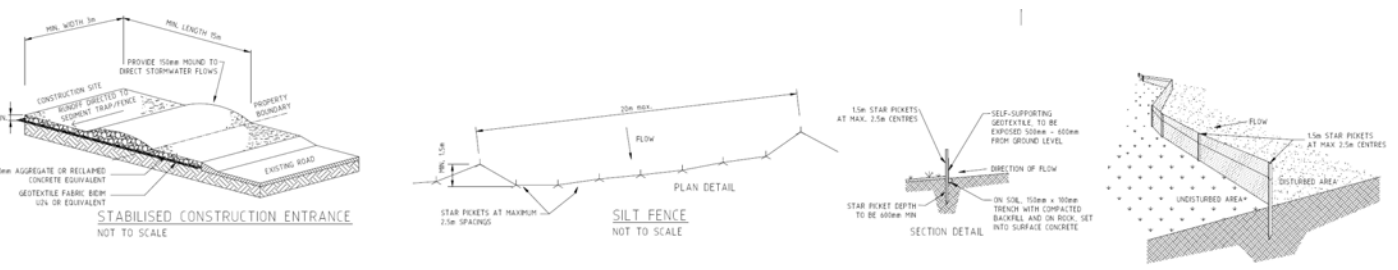 MIN. WIDTH 3m
MIN. LENGTH 15m
PROVIDE 150mm MOUND TO
DIRECT STORMWATER FLOWS
CONSTRUCTION SITE
RUNOFF DIRECTED TO
SEDIMENT TRAP/FENCE
PROPERTY
BOUNDARY
EXISTING ROAD
mm AGGREGATE OR RECLAIMED
CONCRETE EQUIVALENT
GEOTEXTILE FABRIC BIDIM
U24 OR EQUIVALENT
STABILISED CONSTRUCTION ENTRANCE
NOT TO SCALE
20m max.
FLOW
MIN. 1.5m
PLAN DETAIL
STAR PICKETS AT MAXIMUM
2.5m SPACINGS
SILT FENCE
NOT TO SCALE
1.5m STAR PICKETS
AT MAX. 2.5m CENTRES
SELF-SUPPORTING
GEOTEXTILE, TO BE
EXPOSED 500mm - 600mm
FROM GROUND LEVEL
DIRECTION OF FLOW
STAR PICKET DEPTH
TO BE 600mm MIN
ON SOIL, 150mm x 100mm
TRENCH WITH COMPACTED
BACKFILL AND ON ROCK, SET
INTO SURFACE CONCRETE
SECTION DETAIL
FLOW
1.5m STAR PICKETS
AT MAX 2.5m CENTRES
DISTURBED AREA
UNDISTURBED AREA